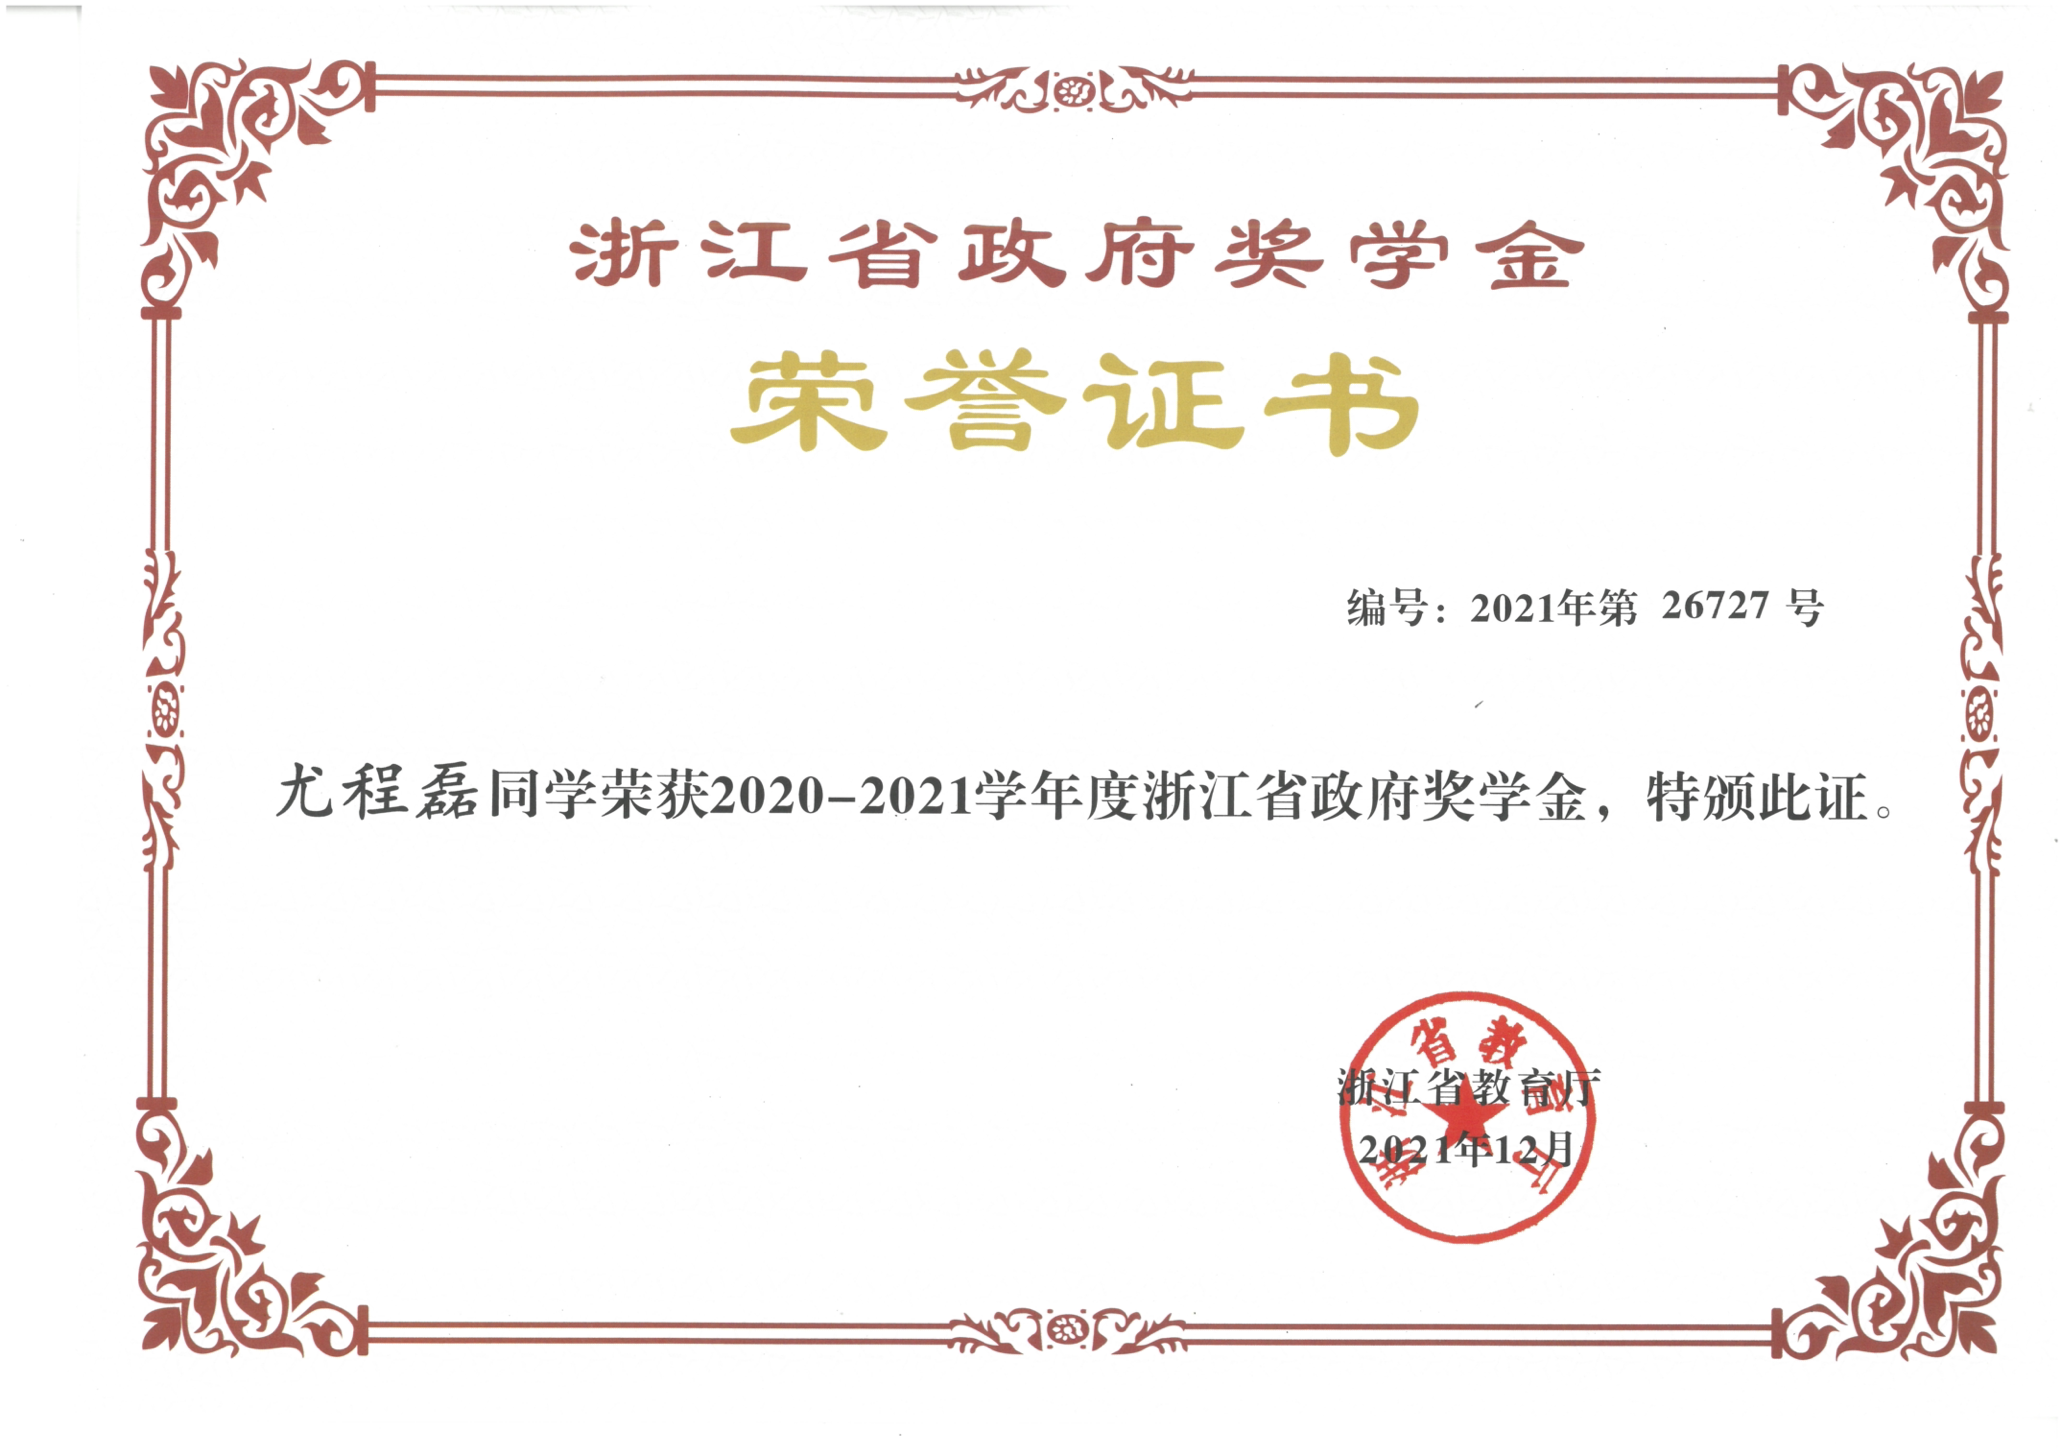 浙江省政府奖学金
荣誉证书
编号：2021年第 26727 号
尤程磊同学荣获2020-2021学年度浙江省政府奖学金，特颁此证。
浙江省教育厅
浙江省教育厅
2021年12月